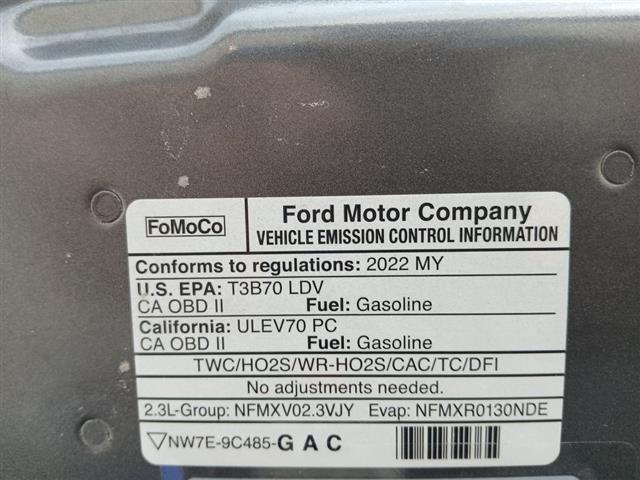 FoMoCo
Ford Motor Company
VEHICLE EMISSION CONTROL INFORMATION
Conforms to regulations: 2022 MY
U.S. EPA: T3B70 LDV
CA OBD II Fuel: Gasoline
California: ULEV70 PC
CA OBD II Fuel: Gasoline
TWC/HO2S/WR-HO2S/CAC/TC/DFI
No adjustments needed.
2.3L-Group: NFMXV02.3VJY Evap: NFMXR0130NDE
NW7E-9C485-G A C